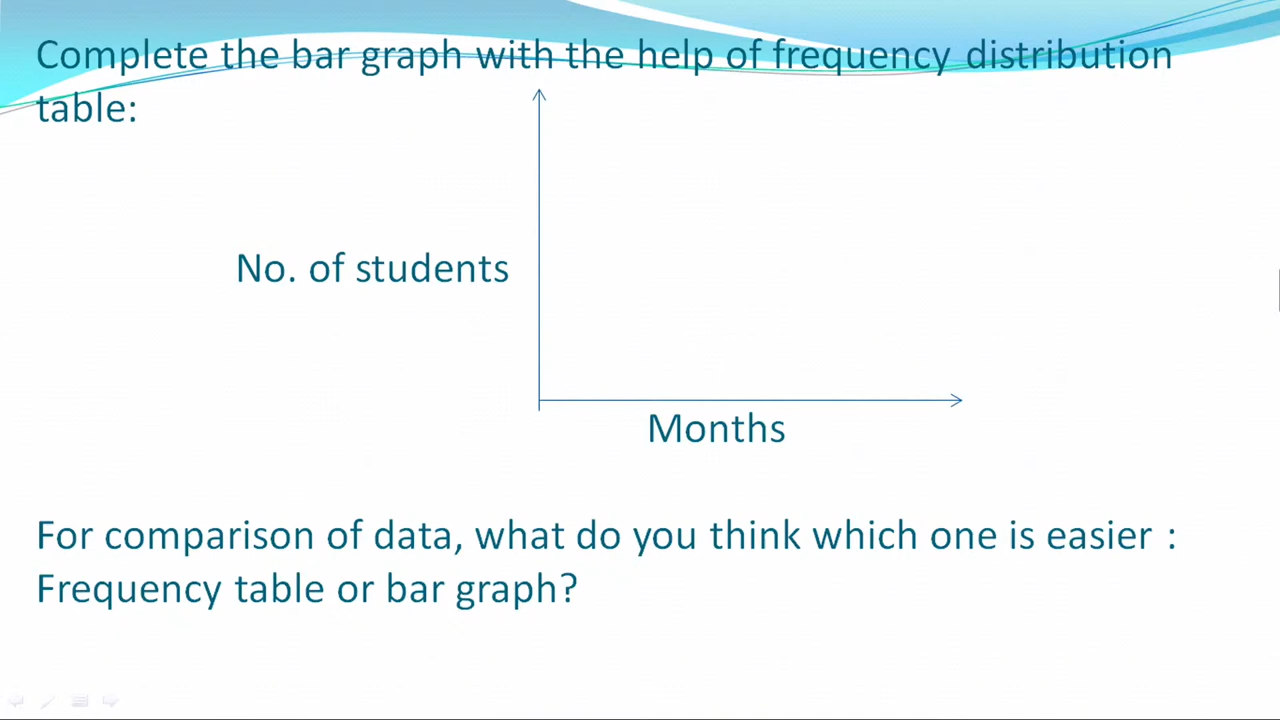 Complete the bar graph with the help of frequency distribution
table:
No. of students
Months
For comparison of data, what do you think which one is easier :
Frequency table or bar graph?